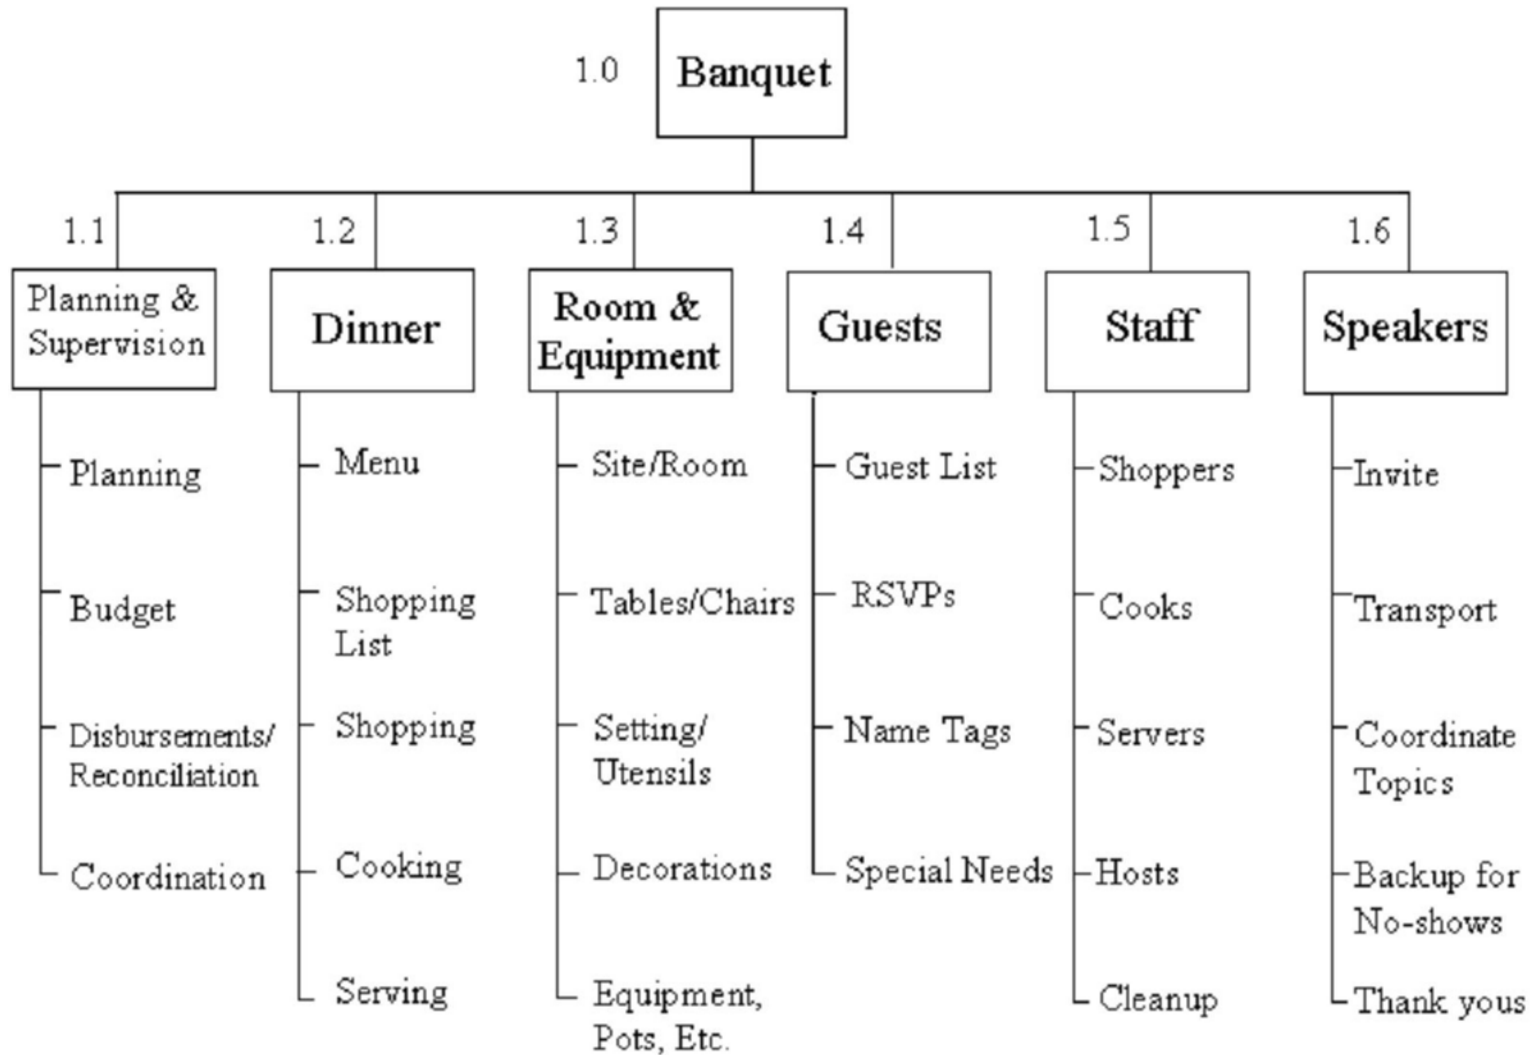 1.0
Banquet
1.1
Planning &
Supervision
Planning
Budget
Disbursements/
Reconciliation
Coordination
1.2
Dinner
Menu
Shopping
List
Shopping
Cooking
Serving
1.3
Room &
Equipment
Site/Room
Tables/Chairs
Setting/
Utensils
Decorations
Equipment,
Pots, Etc.
1.4
Guests
Guest List
RSVPs
Name Tags
Special Needs
1.5
Staff
Shoppers
Cooks
Servers
Hosts
Cleanup
1.6
Speakers
Invite
Transport
Coordinate
Topics
Backup for
No-shows
Thank yous